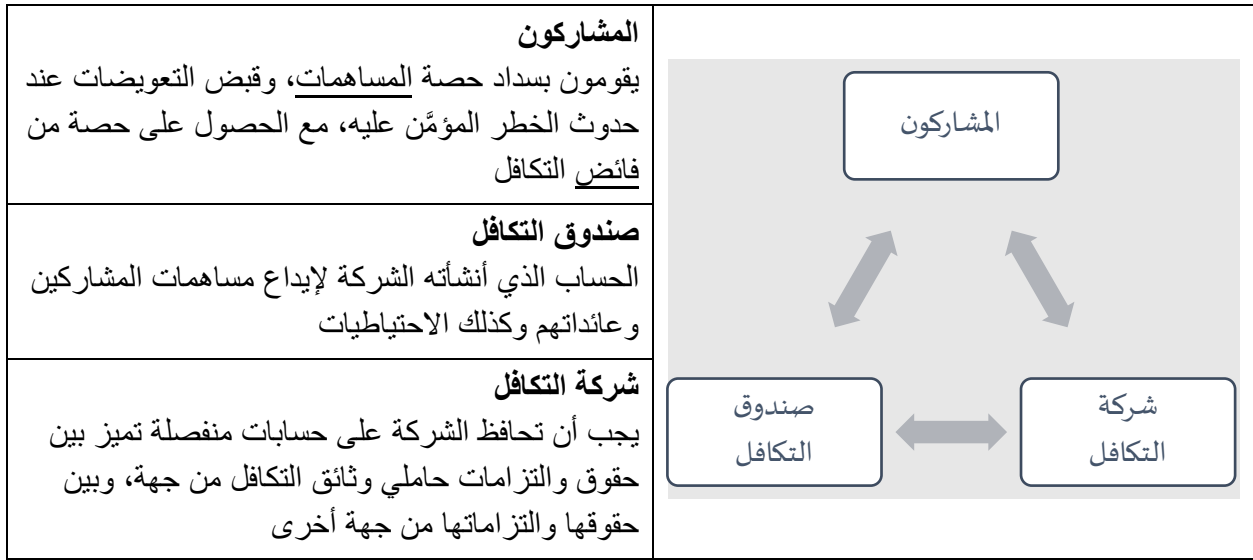 المشاركون
يقومون بسداد حصة المساهمات، وقبض التعويضات عند
حدوث الخطر المؤمَّن عليه، مع الحصول على حصة من
فائض التكافل
صندوق التكافل
الحساب الذي أنشأته الشركة لإيداع مساهمات المشاركين
وعائداتهم وكذلك الاحتياطيات
شركة التكافل
يجب أن تحافظ الشركة على حسابات منفصلة تميز بين
حقوق والتزامات حاملي وثائق التكافل من جهة، وبين
حقوقها والتزاماتها من جهة أخرى
المشاركون
صندوق
التكافل
شركة
التكافل